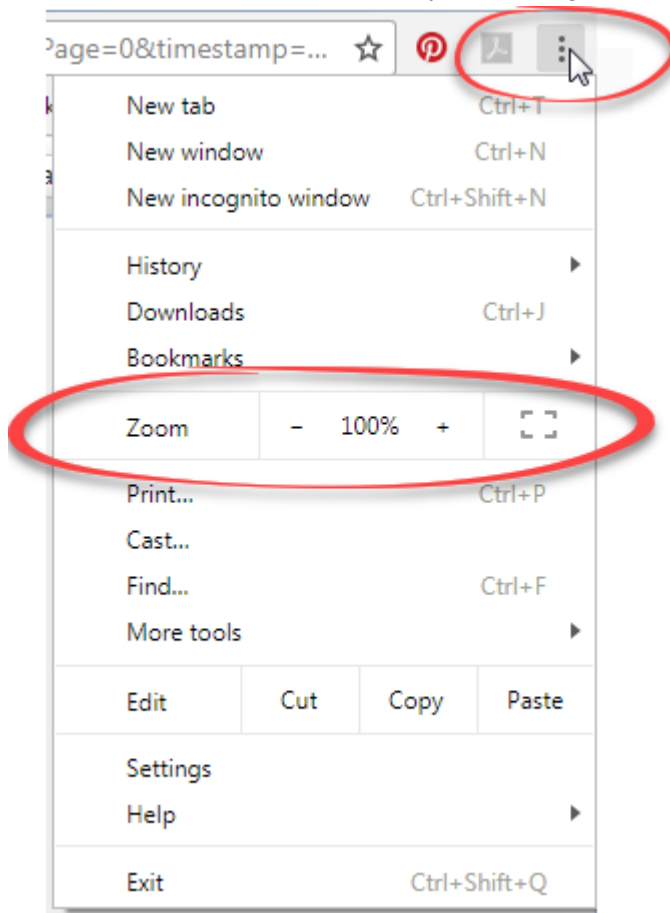 Page=0&timestamp=...
New tab Ctrl+T
New window Ctrl+N
New incognito window Ctrl+Shift+N
History
Downloads Ctrl+J
Bookmarks
Zoom - 100% +
Print... Ctrl+P
Cast...
Find... Ctrl+F
More tools
Edit Cut Copy Paste
Settings
Help
Exit Ctrl+Shift+Q